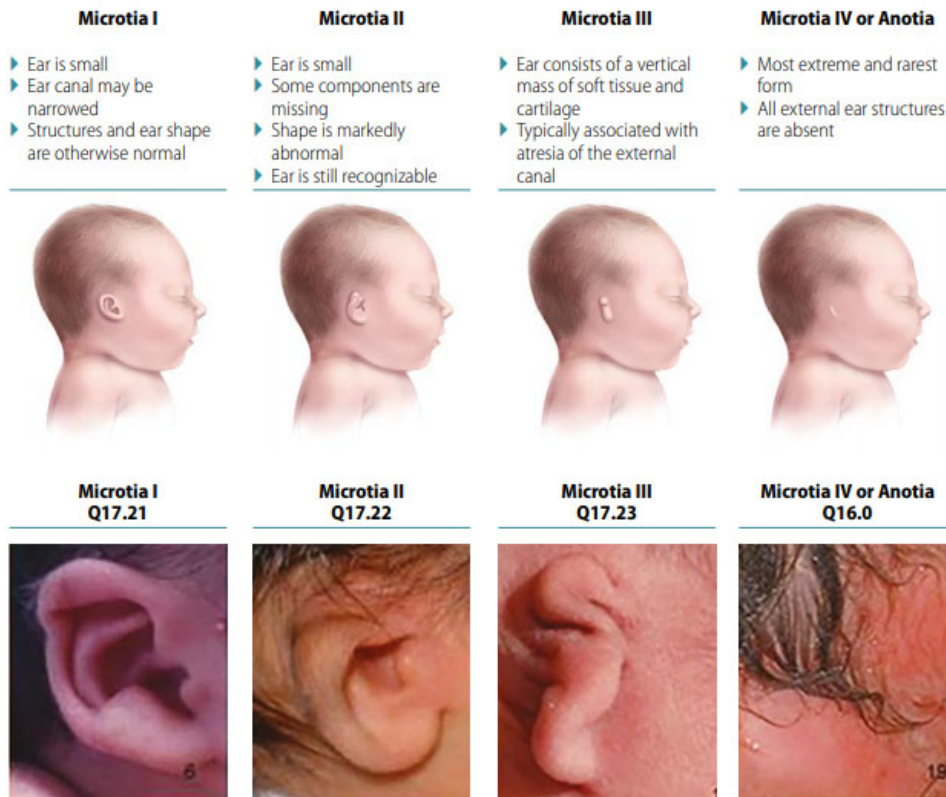 Microtia I
Ear is small
Ear canal may be
narrowed
Structures and ear shape
are otherwise normal
Microtia II
Ear is small
Some components are
missing
Shape is markedly
abnormal
Ear is still recognizable
Microtia III
Ear consists of a vertical
mass of soft tissue and
cartilage
Typically associated with
atresia of the external
canal
Microtia IV or Anotia
Most extreme and rarest
form
All external ear structures
are absent
Microtia I
Q17.21
Microtia II
Q17.22
Microtia III
Q17.23
Microtia IV or Anotia
Q16.0
6